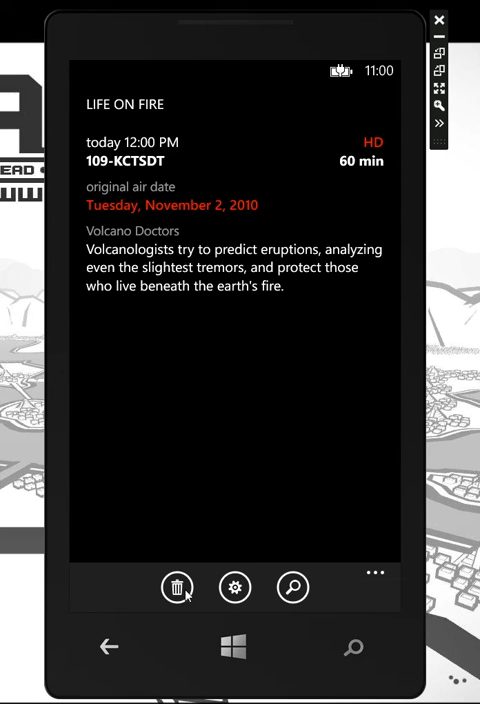 11:00
LIFE ON FIRE
today 12:00 PM HD
109-KCTSDT 60 min
original air date
Tuesday, November 2, 2010
Volcano Doctors
Volcanologists try to predict eruptions, analyzing
even the slightest tremors, and protect those
who live beneath the earth's fire.